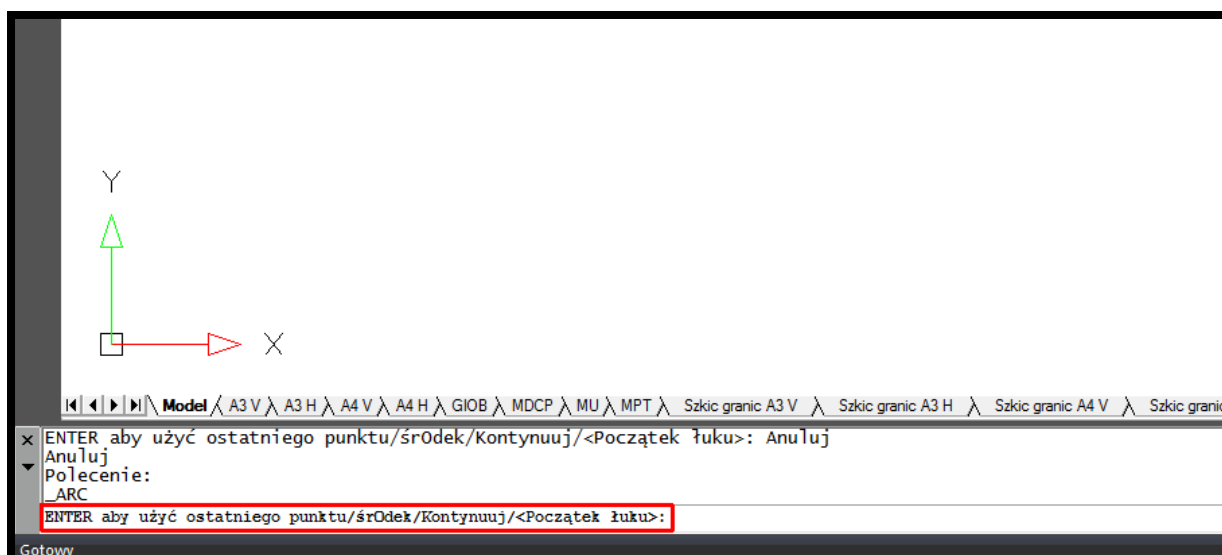 Y
X
Model A3 V A3 H A4 V A4 H GIOB MDCP MU MPT Szkic granic A3 V Szkic granic A3 H Szkic granic A4 V Szkic
ENTER aby użyć ostatniego punktu/śrOdek/Kontynuuj/<Początek łuku>: Anuluj
Anuluj
Polecenie:
_ARC
ENTER aby użyć ostatniego punktu/śrOdek/Kontynuuj/<Początek łuku>:
Gotowy